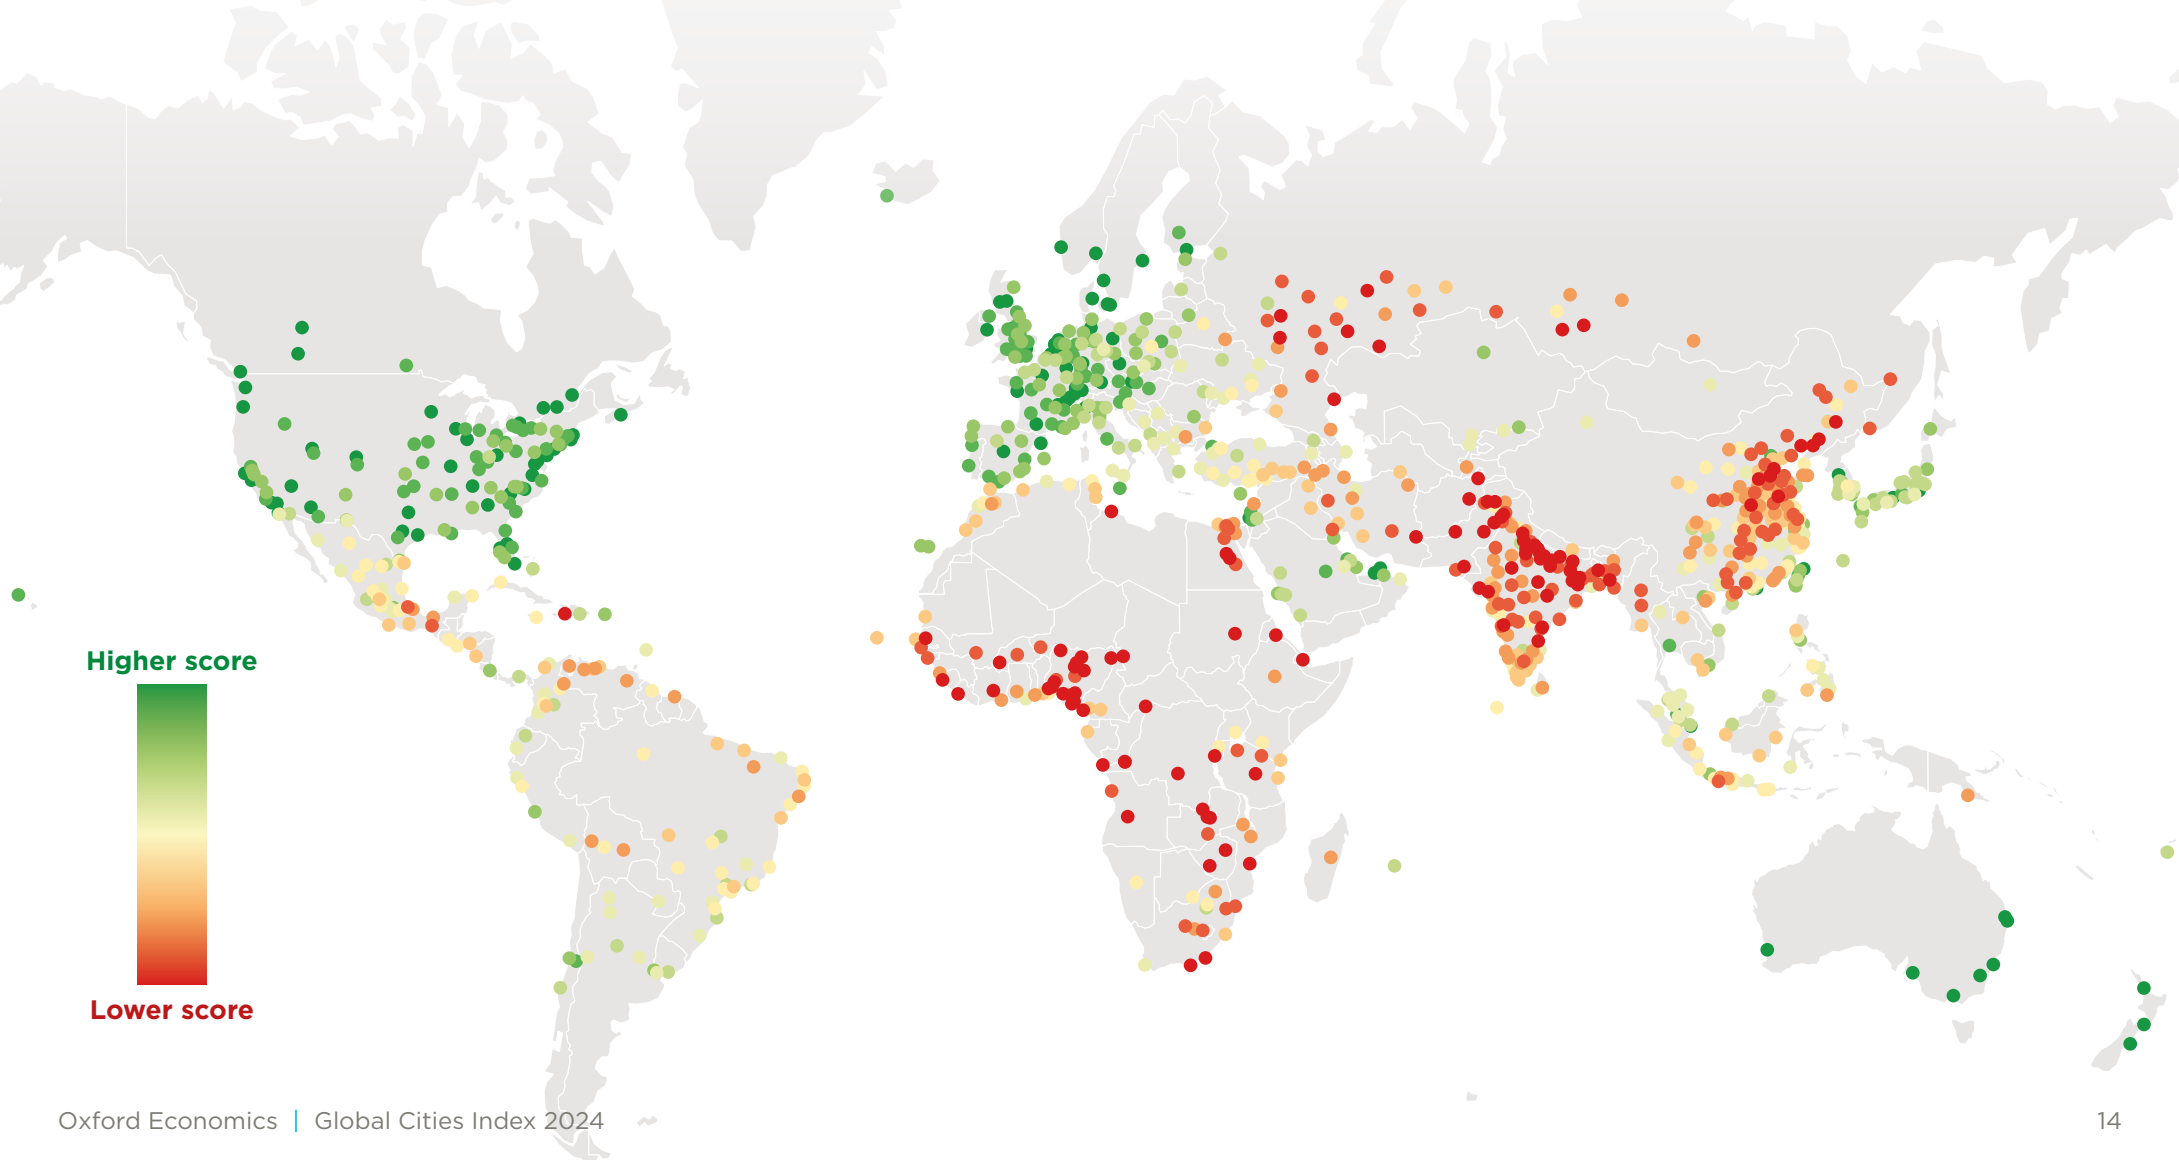 Higher score
Lower score
Oxford Economics | Global Cities Index 2024
14